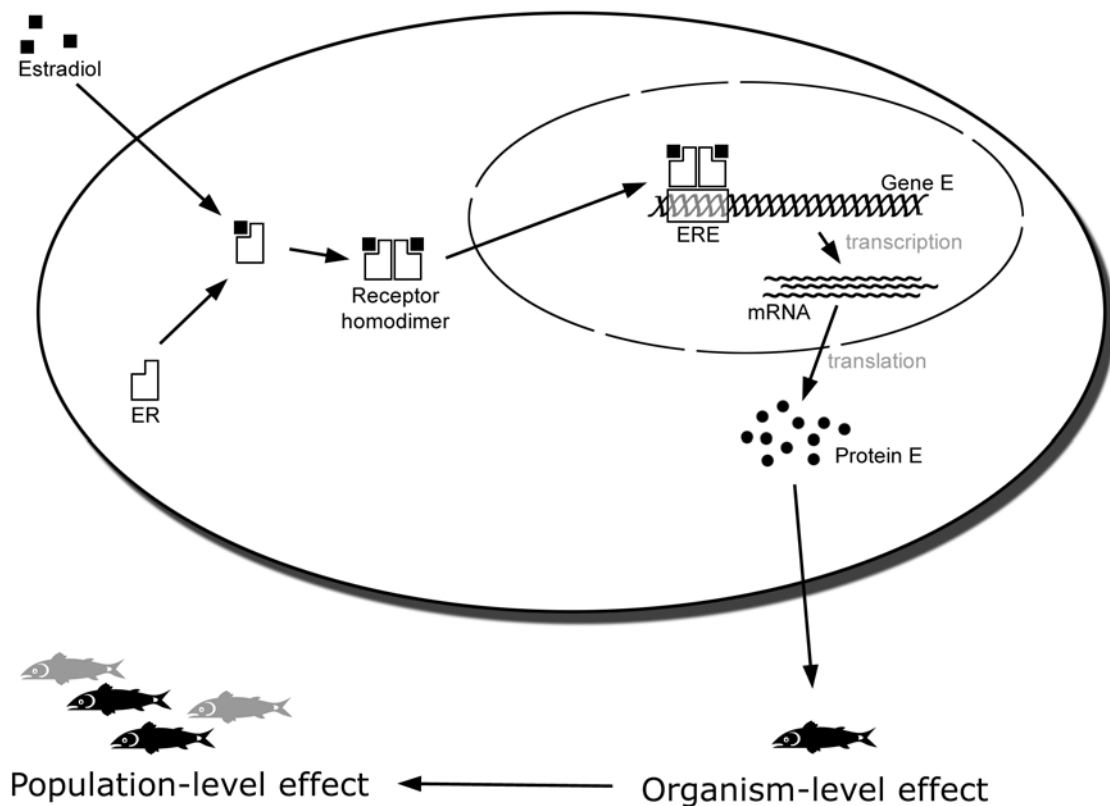 Estradiol
Gene E
ERE
transcription
Receptor
homodimer
mRNA
translation
ER
Protein E
Population-level effect
Organism-level effect